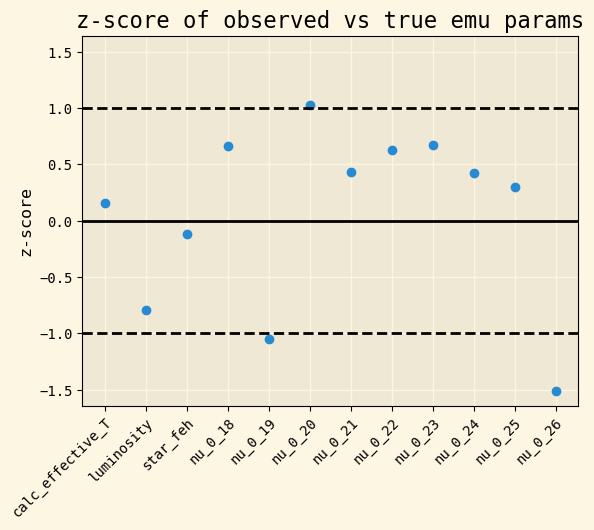 z-score of observed vs true emu params
z-score
1.5
1.0
0.5
0.0
−0.5
−1.0
−1.5
calc_effective_T
luminosity
star_feh
nu_0_18
nu_0_19
nu_0_20
nu_0_21
nu_0_22
nu_0_23
nu_0_24
nu_0_25
nu_0_26